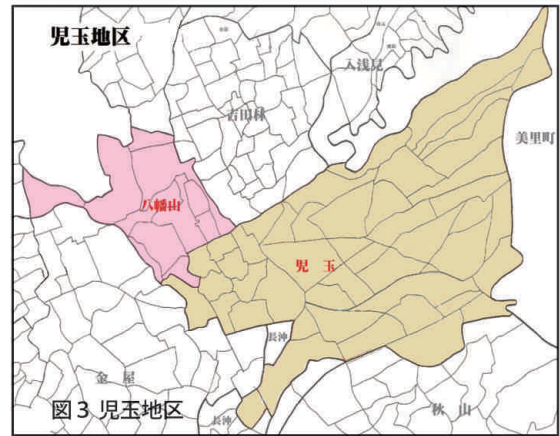 児玉地区
入浅見
吉田林
美里町
八幡山
児 玉
長沖
金 屋
長沖
秋 山
図3 児玉地区